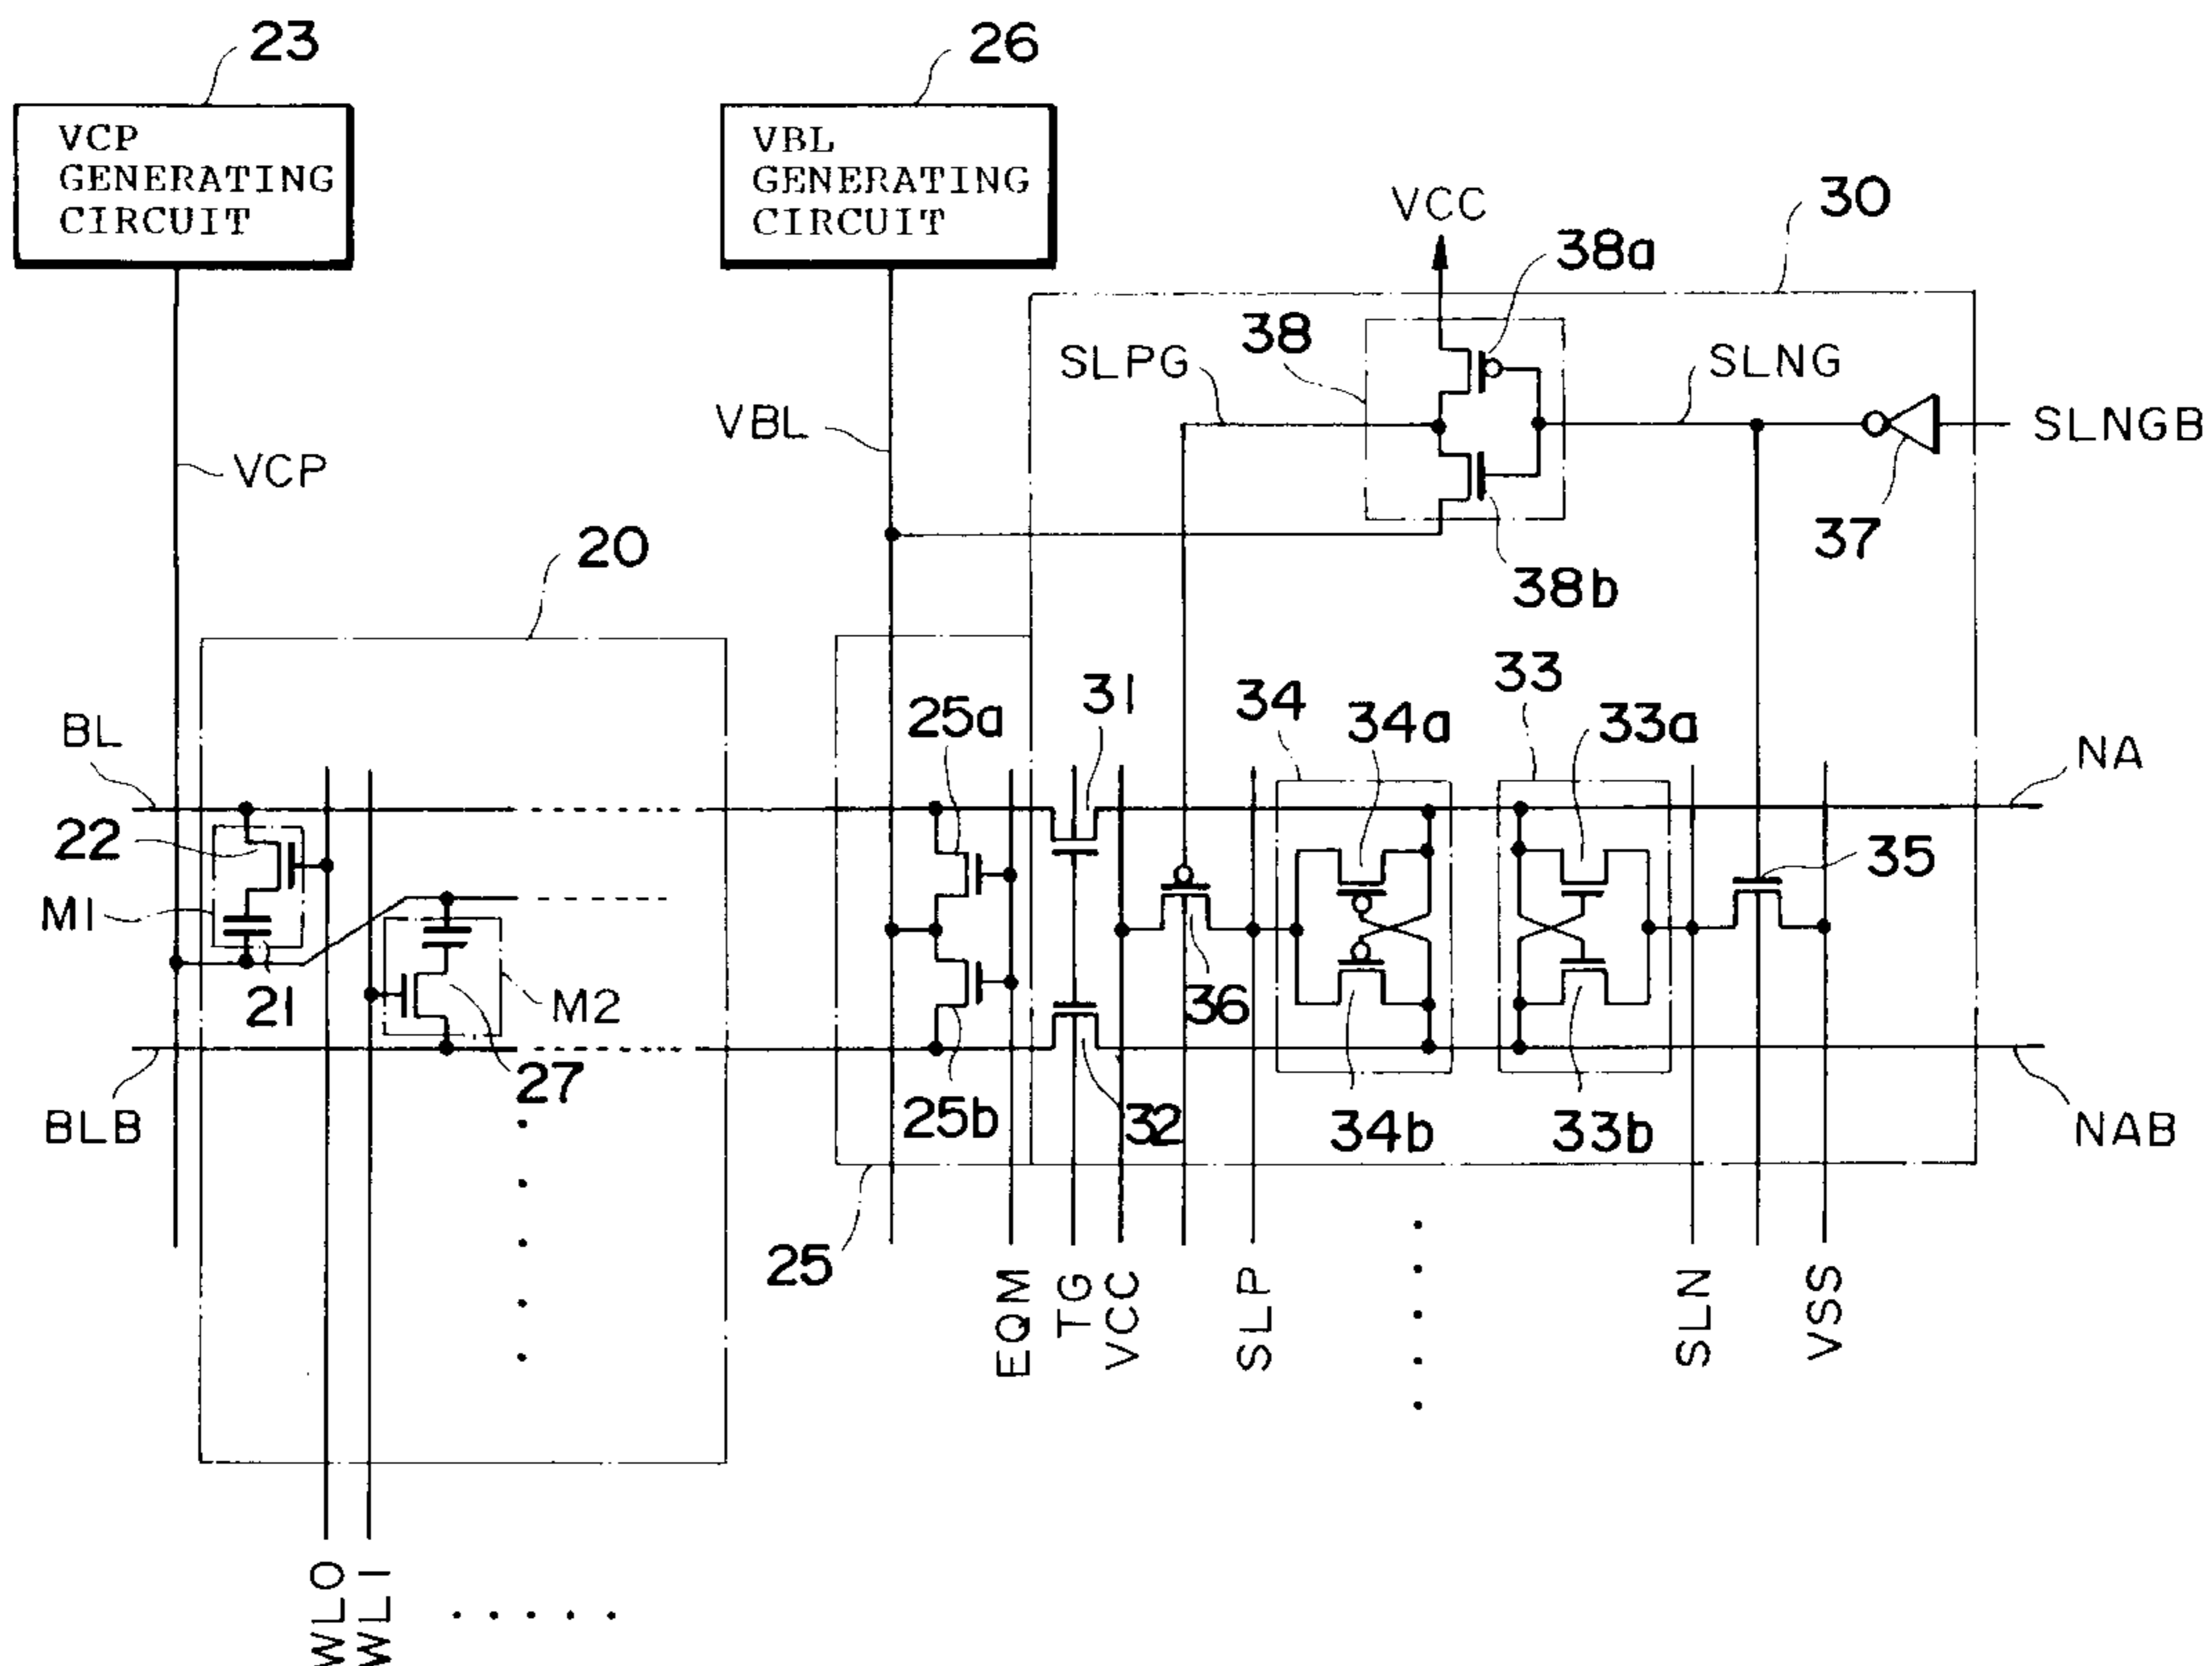 23
26
VCP
GENERATING
CIRCUIT
VBL
GENERATING
CIRCUIT
VCC
30
38a
38
SLPG
SLNG
VBL
SLNGB
VCP
37
20
38b
31
33
BL
25a
34
34a
33a
NA
22
35
M1
21
M2
36
27
BLB
25b
32
34b
33b
NAB
25
EQM
TG
VCC
SLP
SLN
VSS
WL0
WL1